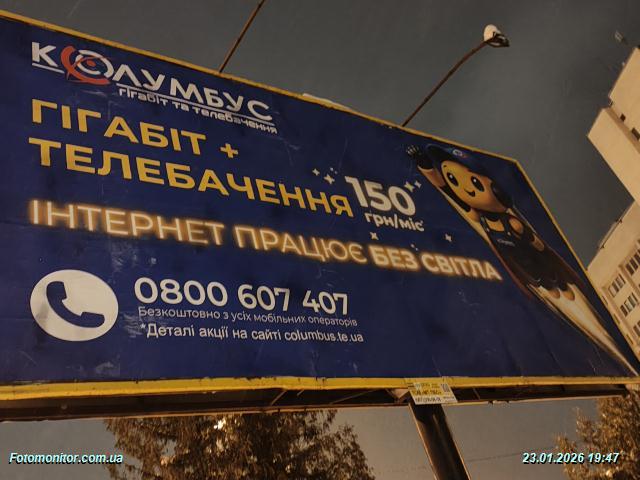 КОЛУМБУС
гігабіт та телебачення
ГІГАБІТ +
ТЕЛЕБАЧЕННЯ
150
грн/міс*
ІНТЕРНЕТ ПРАЦЮЄ БЕЗ СВІТЛА
0800 607 407
Безкоштовно з усіх мобільних операторів
*Деталі акції на сайті columbus.te.ua
Fotomonitor.com.ua
23.01.2026 19:47